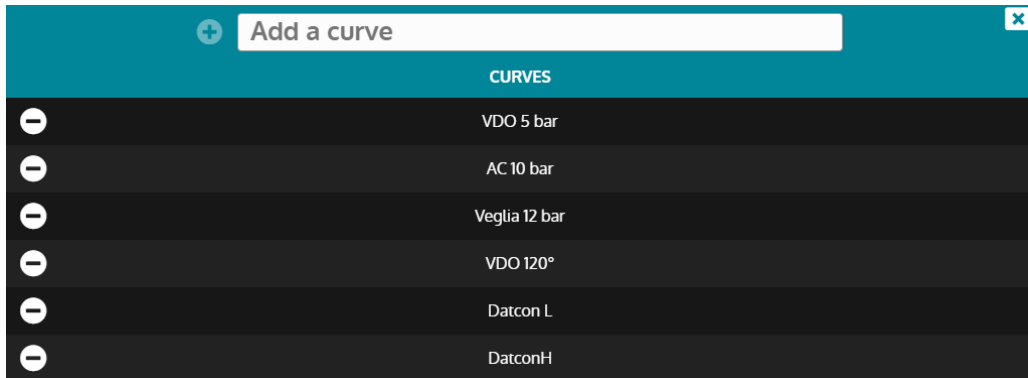 Add a curve
CURVES
VDO 5 bar
AC 10 bar
Veglia 12 bar
VDO 120°
Datcon L
DatconH